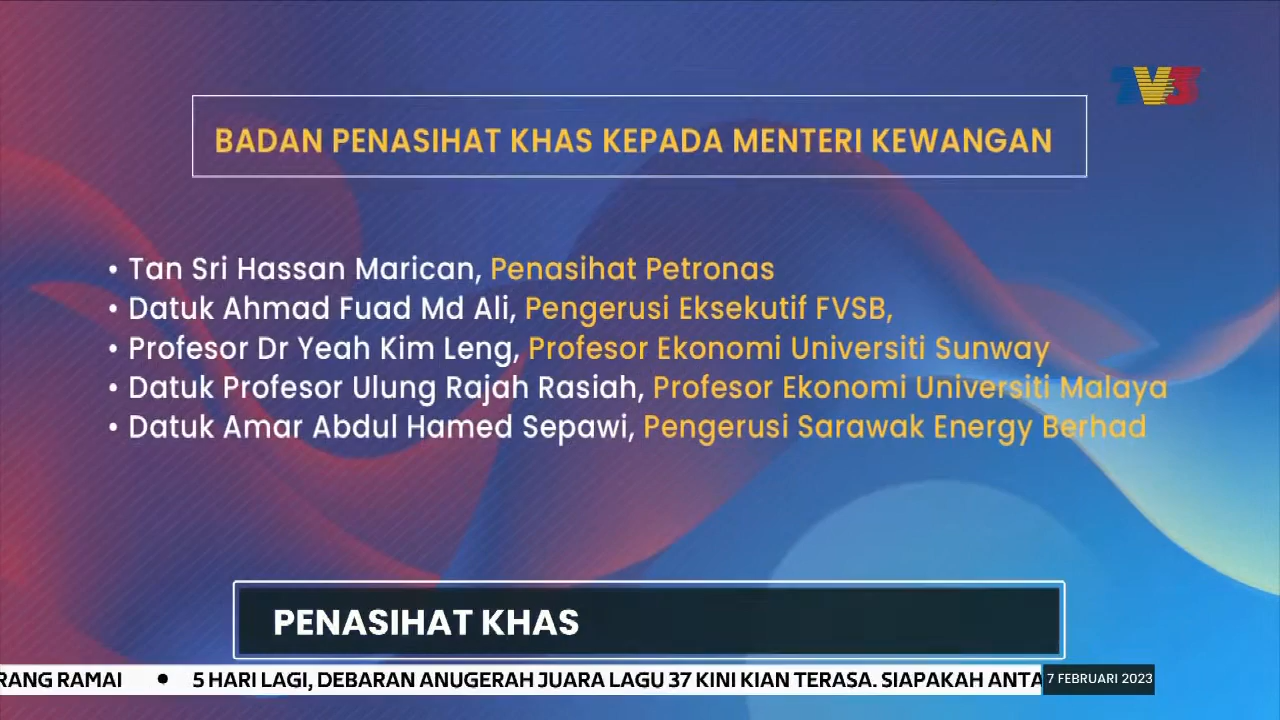 TV3
BADAN PENASIHAT KHAS KEPADA MENTERI KEWANGAN
• Tan Sri Hassan Marican, Penasihat Petronas
• Datuk Ahmad Fuad Md Ali, Pengerusi Eksekutif FVSB,
• Profesor Dr Yeah Kim Leng, Profesor Ekonomi Universiti Sunway
• Datuk Profesor Ulung Rajah Rasiah, Profesor Ekonomi Universiti Malaya
• Datuk Amar Abdul Hamed Sepawi, Pengerusi Sarawak Energy Berhad
PENASIHAT KHAS
RANG RAMAI • 5 HARI LAGI, DEBARAN ANUGERAH JUARA LAGU 37 KINI KIAN TERASA. SIAPAKAH ANTA 7 FEBRUARI 2023